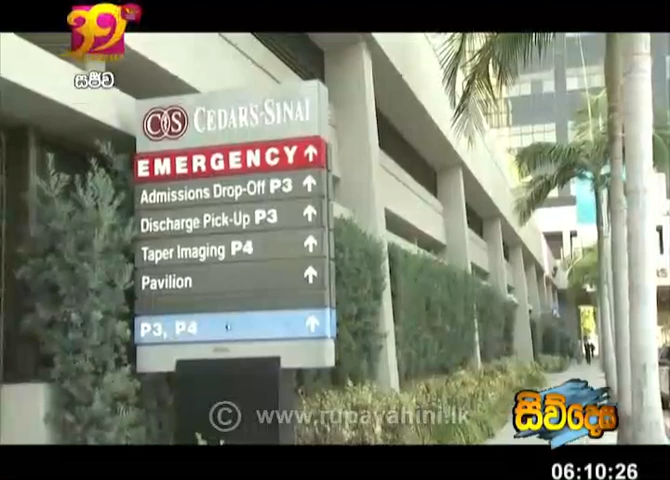 39
සජීව
CS CEDARS-SINAI
EMERGENCY ↑
Admissions Drop-Off P3 ↑
Discharge Pick-Up P3 ↑
Taper Imaging P4 ↑
Pavilion ↑
P3, P4 ↑
© www.rupavahini.lk
සිව්දෙස
06:10:26